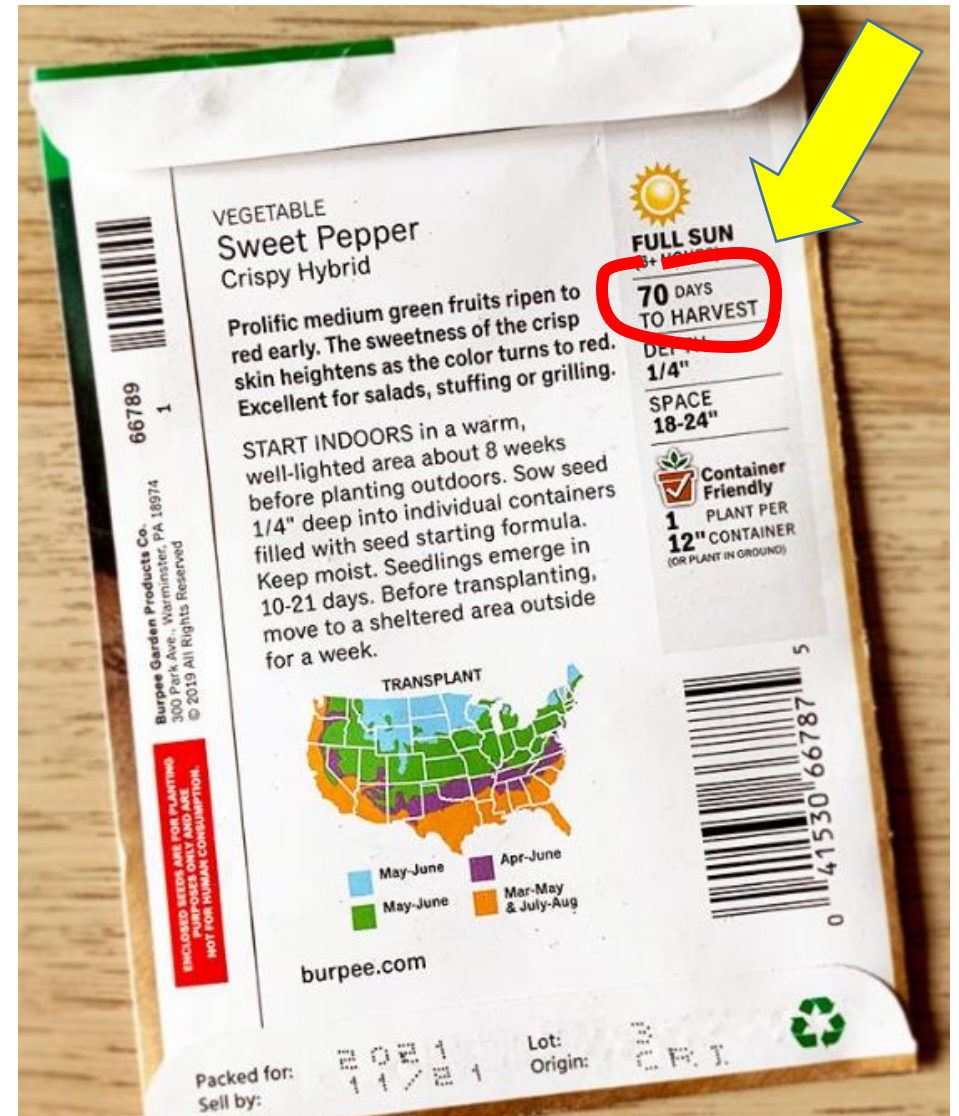 VEGETABLE
Sweet Pepper
Crispy Hybrid
Prolific medium green fruits ripen to
red early. The sweetness of the crisp
skin heightens as the color turns to red.
Excellent for salads, stuffing or grilling.
START INDOORS in a warm,
well-lighted area about 8 weeks
before planting outdoors. Sow seed
1/4" deep into individual containers
filled with seed starting formula.
Keep moist. Seedlings emerge in
10-21 days. Before transplanting,
move to a sheltered area outside
for a week.
TRANSPLANT
May-June
Apr-June
May-June
Mar-May
& July-Aug
burpee.com
FULL SUN
70 DAYS
TO HARVEST
1/4"
SPACE
18-24"
Container
Friendly
1 PLANT PER
12" CONTAINER
(OR PLANT IN GROUND)
66789
1
Burpee Garden Products Co.
300 Park Ave., Warminster, PA 18974
© 2019 All Rights Reserved
ENCLOSED SEEDS ARE FOR PLANTING
PURPOSES ONLY AND ARE
NOT FOR HUMAN CONSUMPTION.
0 41530 66787 5
Packed for: 2021
Sell by: 11/21
Lot: 3
Origin: CRI